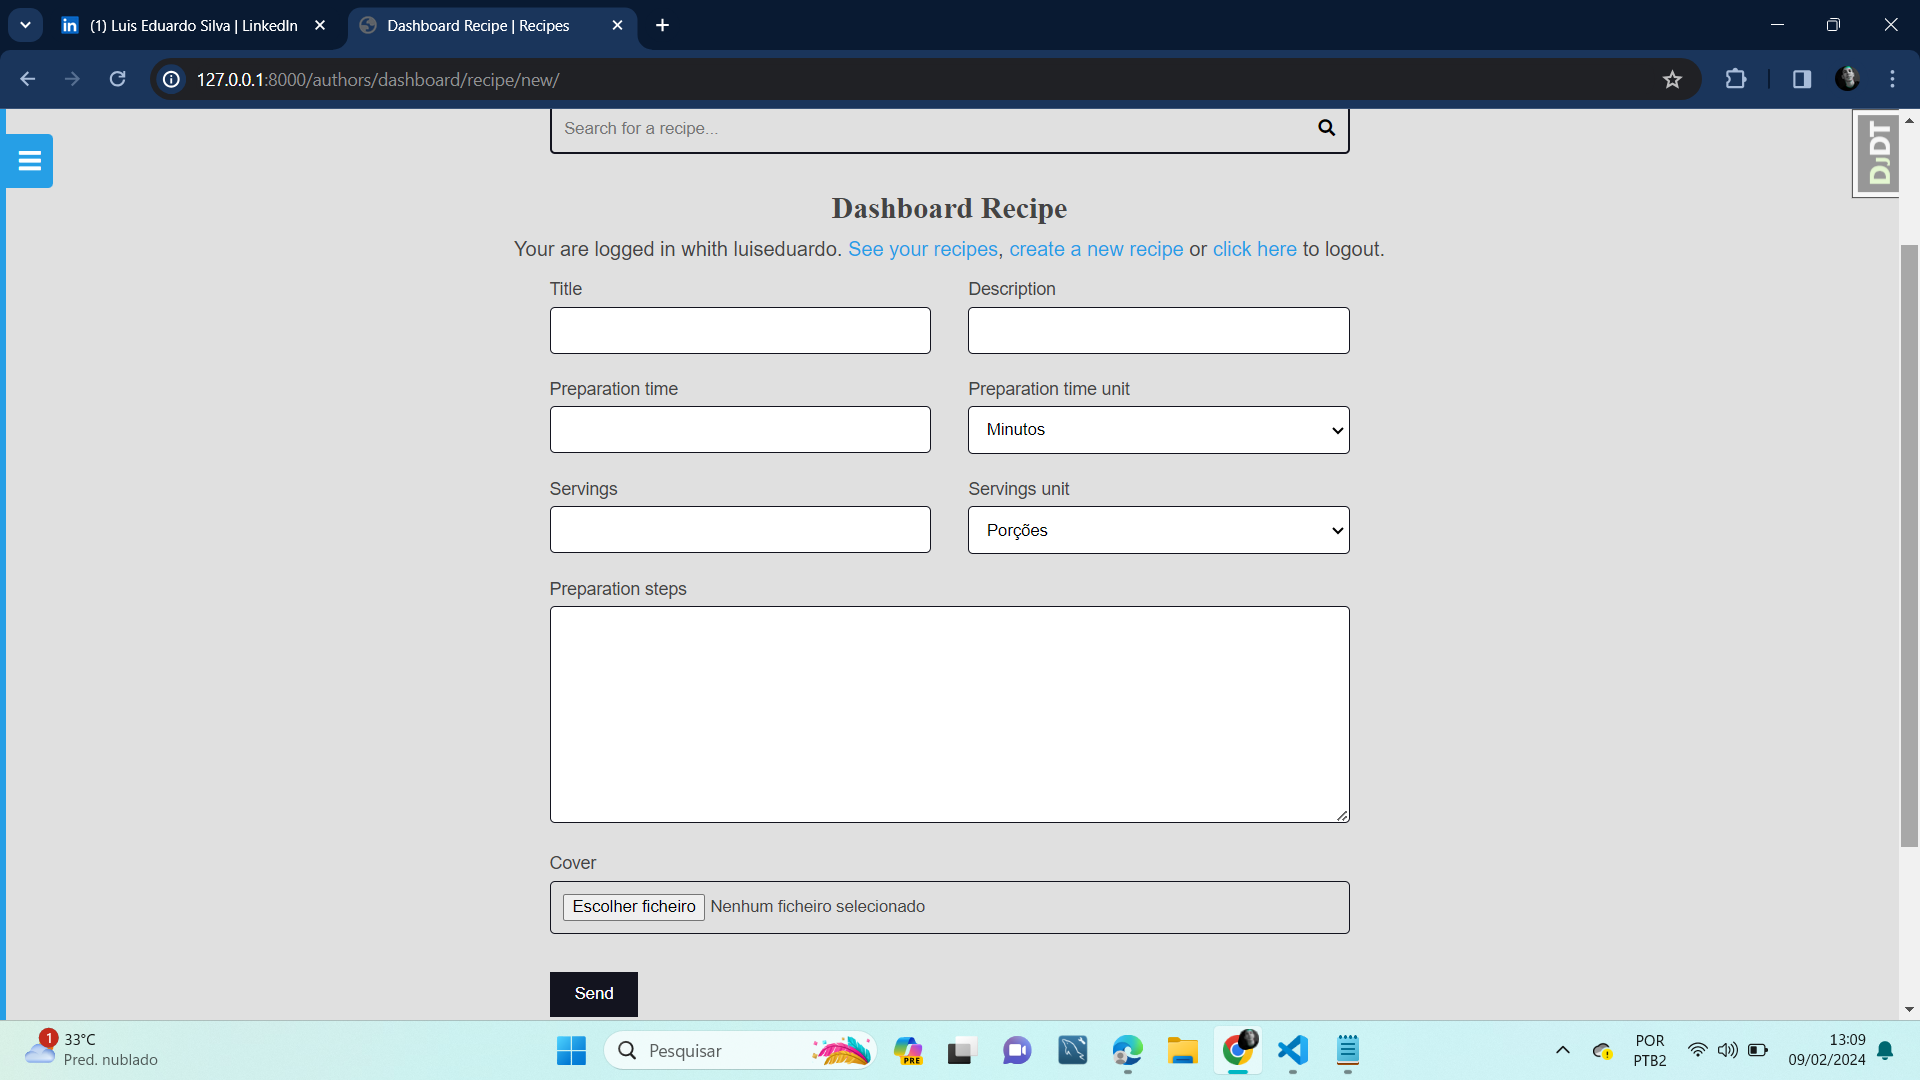 (1) Luis Eduardo Silva | LinkedIn
Dashboard Recipe | Recipes
127.0.0.1:8000/authors/dashboard/recipe/new/
Search for a recipe...
DJDT
Dashboard Recipe
Your are logged in whith luiseduardo. See your recipes, create a new recipe or click here to logout.
Title Description
Preparation time Preparation time unit
Minutos
Servings Servings unit
Porções
Preparation steps
Cover
Escolher ficheiro Nenhum ficheiro selecionado
Send
1 33°C
Pred. nublado
Pesquisar
PRE
POR
PTB2
13:09
09/02/2024